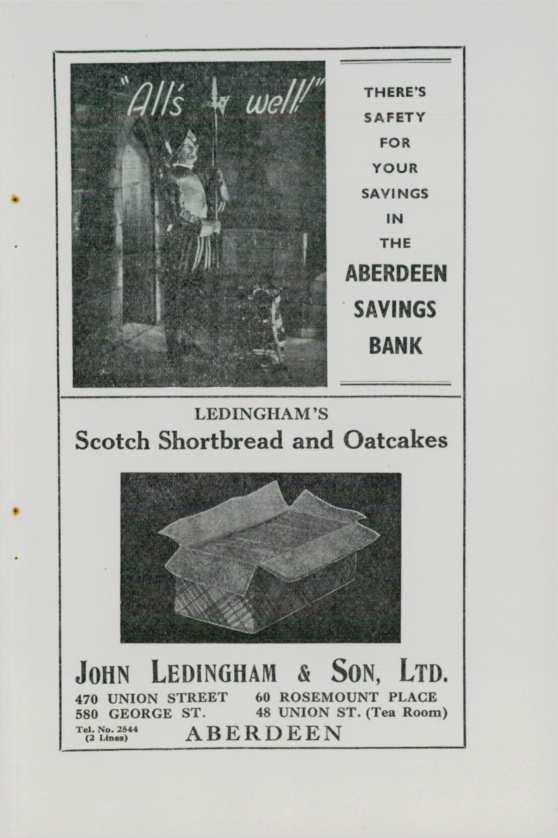 "All's well!"
THERE'S
SAFETY
FOR
YOUR
SAVINGS
IN
THE
ABERDEEN
SAVINGS
BANK
LEDINGHAM'S
Scotch Shortbread and Oatcakes
JOHN LEDINGHAM & SON, LTD.
470 UNION STREET 60 ROSEMOUNT PLACE
580 GEORGE ST. 48 UNION ST. (Tea Room)
Tel. No. 2844
(2 Lines)
ABERDEEN